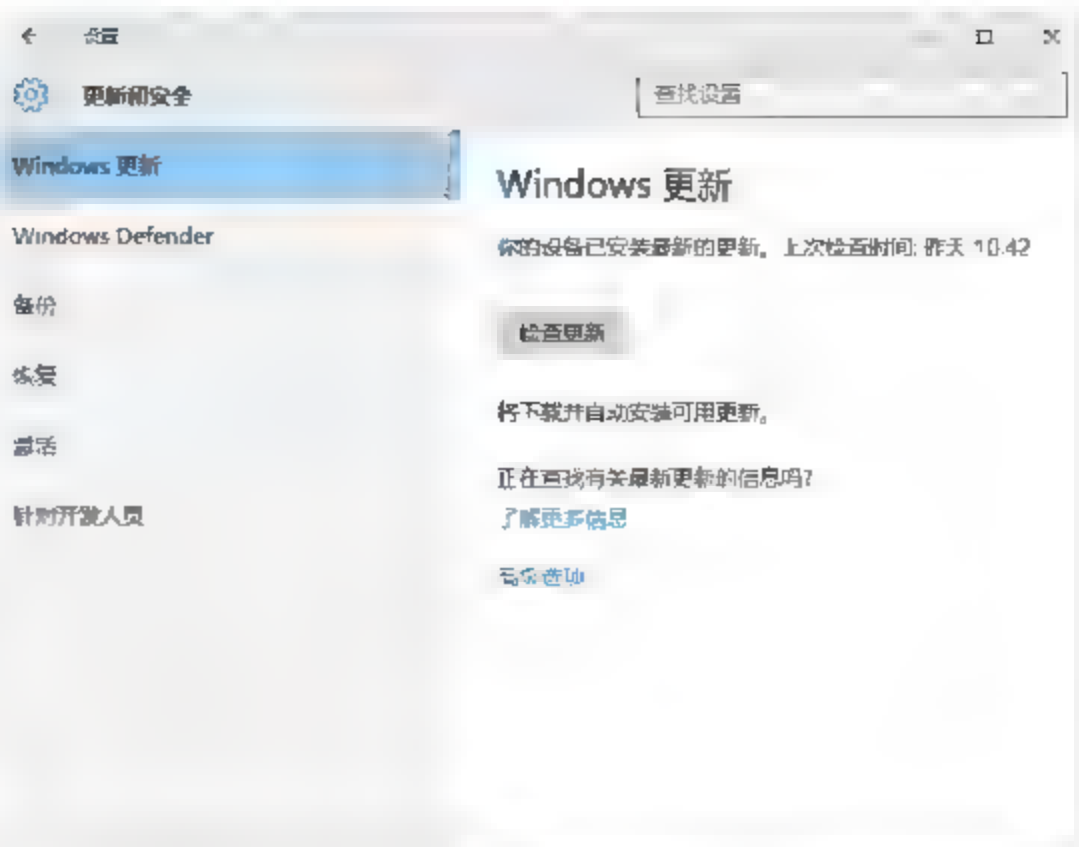 设置
更新和安全
查找设置
Windows 更新
Windows Defender
备份
恢复
激活
针对开发人员
Windows 更新
你的设备已安装最新的更新。上次检查时间: 昨天 10:42
检查更新
将下载并自动安装可用更新。
正在查找有关最新更新的信息吗?
了解更多信息
高级选项